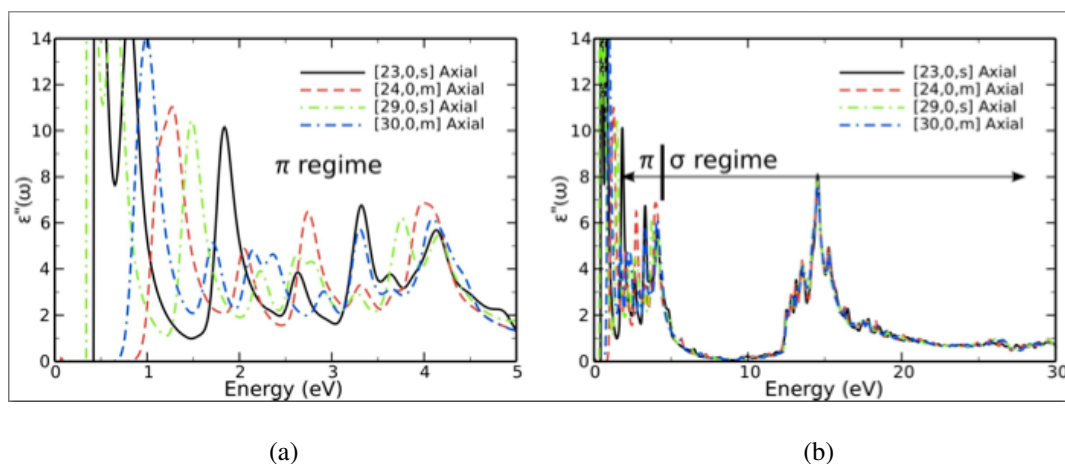 14
12
10
8
6
4
2
0
ε"(ω)
[23,0,s] Axial
[24,0,m] Axial
[29,0,s] Axial
[30,0,m] Axial
π regime
0 1 2 3 4 5
Energy (eV)
(a)
14
12
10
8
6
4
2
0
ε"(ω)
[23,0,s] Axial
[24,0,m] Axial
[29,0,s] Axial
[30,0,m] Axial
π σ regime
0 10 20 30
Energy (eV)
(b)